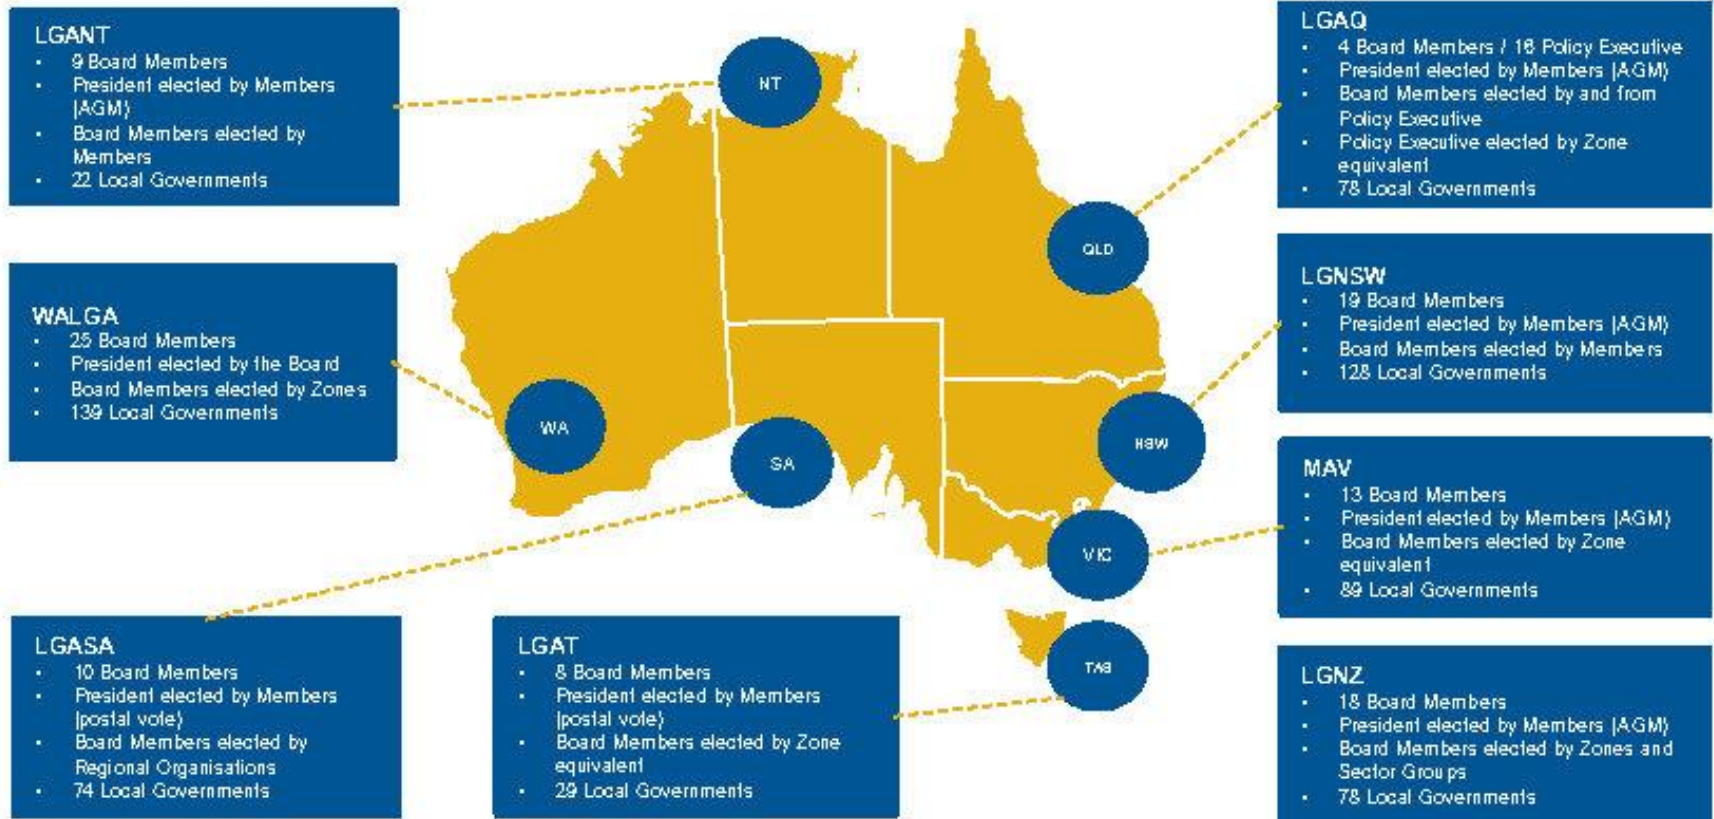 LGANT
• 9 Board Members
• President elected by Members
(AGM)
• Board Members elected by
Members
• 22 Local Governments
WALGA
• 25 Board Members
• President elected by the Board
• Board Members elected by Zones
• 139 Local Governments
LGASA
• 10 Board Members
• President elected by Members
(postal vote)
• Board Members elected by
Regional Organisations
• 74 Local Governments
LGAT
• 8 Board Members
• President elected by Members
(postal vote)
• Board Members elected by Zone
equivalent
• 29 Local Governments
NT
QLD
WA
SA
NSW
VIC
TAS
LGAQ
• 4 Board Members / 16 Policy Executive
• President elected by Members (AGM)
• Board Members elected by and from
Policy Executive
• Policy Executive elected by Zone
equivalent
• 78 Local Governments
LGNSW
• 19 Board Members
• President elected by Members (AGM)
• Board Members elected by Members
• 128 Local Governments
MAV
• 13 Board Members
• President elected by Members (AGM)
• Board Members elected by Zone
equivalent
• 89 Local Governments
LGNZ
• 18 Board Members
• President elected by Members (AGM)
• Board Members elected by Zones and
Sector Groups
• 78 Local Governments